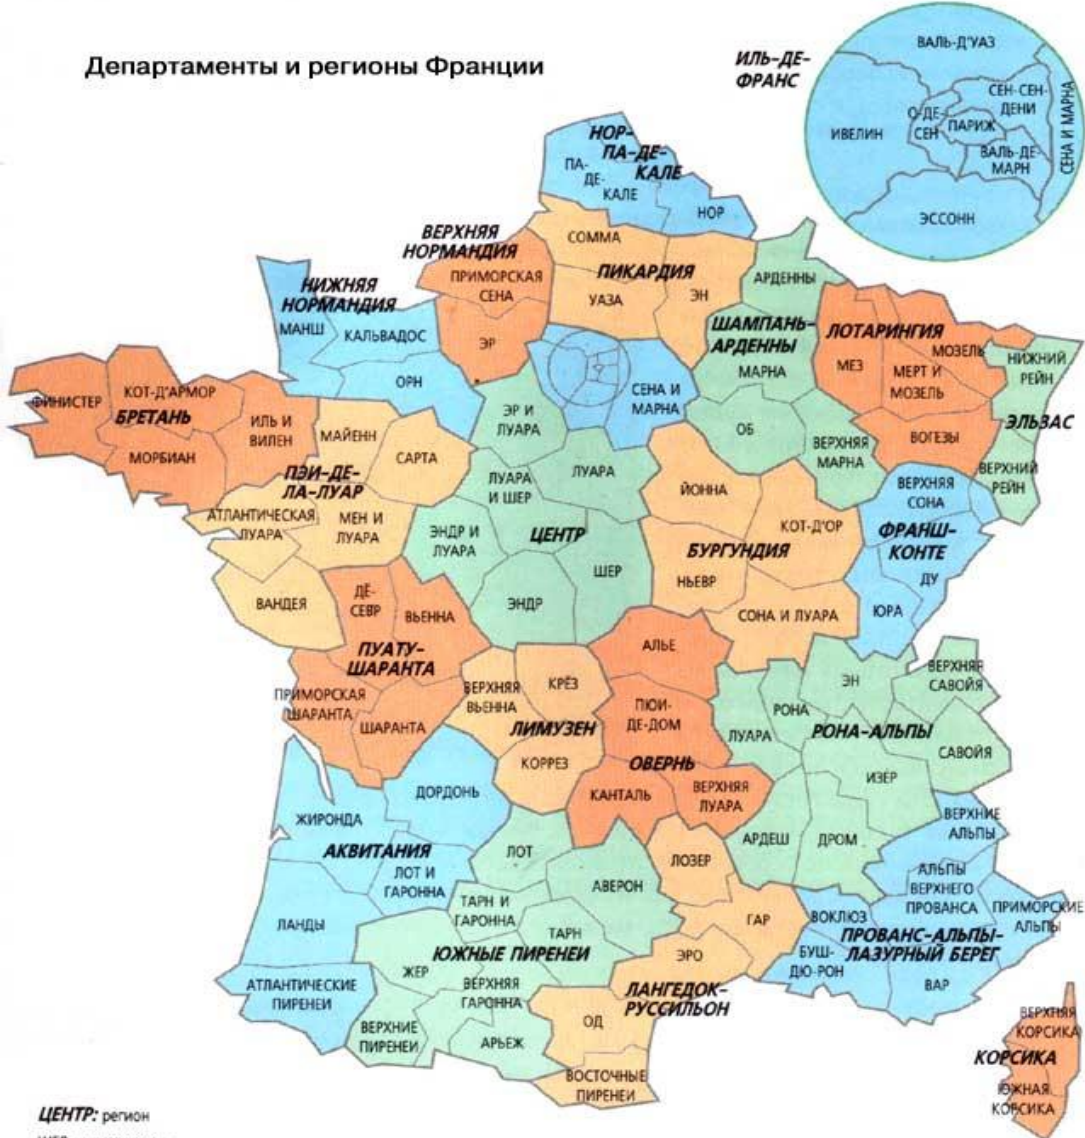 Департаменты и регионы Франции
ИЛЬ-ДЕ-
ФРАНС
ВАЛЬ-Д'УАЗ
СЕН-СЕН-
ДЕНИ
О-ДЕ-
СЕН
ПАРИЖ
ИВЕЛИН
ВАЛЬ-ДЕ-
МАРН
СЕНА И МАРНА
ЭССОНН
НОР-
ПА-ДЕ-
КАЛЕ
ПА-
ДЕ-
КАЛЕ
НОР
ВЕРХНЯЯ
НОРМАНДИЯ
ПРИМОРСКАЯ
СЕНА
ЭР
СОММА
ПИКАРДИЯ
УАЗА
ЭН
НИЖНЯЯ
НОРМАНДИЯ
МАНШ
КАЛЬВАДОС
ОРН
АРДЕННЫ
ШАМПАНЬ-
АРДЕННЫ
МАРНА
ОБ
ВЕРХНЯЯ
МАРНА
ЛОТАРИНГИЯ
МЕЗ
МОЗЕЛЬ
МЕРТ И
МОЗЕЛЬ
ВОГЕЗЫ
НИЖНИЙ
РЕЙН
ЭЛЬЗАС
ВЕРХНИЙ
РЕЙН
СЕНА И
МАРНА
ФИНИСТЕР
КОТ-Д'АРМОР
БРЕТАНЬ
МОРБИАН
ИЛЬ И
ВИЛЕН
МАЙЕНН
САРТА
ПЭИ-ДЕ-
ЛА-ЛУАР
АТЛАНТИЧЕСКАЯ
ЛУАРА
МЕН И
ЛУАРА
ВАНДЕЯ
ЭР И
ЛУАРА
ЛУАРА
И ШЕР
ЛУАРА
ЭНДР И
ЛУАРА
ЦЕНТР
ШЕР
ЭНДР
ЙОННА
КОТ-Д'ОР
БУРГУНДИЯ
НЬЕВР
СОНА И ЛУАРА
ВЕРХНЯЯ
СОНА
ФРАНШ-
КОНТЕ
ДУ
ЮРА
ДЁ-
СЕВР
ВЬЕННА
ПУАТУ-
ШАРАНТА
ПРИМОРСКАЯ
ШАРАНТА
ШАРАНТА
ВЕРХНЯЯ
ВЬЕННА
КРЁЗ
ЛИМУЗЕН
КОРРЕЗ
АЛЬЕ
ПЮИ-
ДЕ-ДОМ
ОВЕРНЬ
КАНТАЛЬ
ВЕРХНЯЯ
ЛУАРА
ЭН
ВЕРХНЯЯ
САВОЙЯ
РОНА
ЛУАРА
РОНА-АЛЬПЫ
САВОЙЯ
ИЗЕР
АРДЕШ
ДРОМ
ДОРДОНЬ
ЖИРОНДА
АКВИТАНИЯ
ЛОТ И
ГАРОННА
ЛАНДЫ
АТЛАНТИЧЕСКИЕ
ПИРЕНЕИ
ЛОТ
АВЕРОН
ТАРН И
ГАРОННА
ТАРН
ЮЖНЫЕ ПИРЕНЕИ
ЖЕР
ВЕРХНЯЯ
ГАРОННА
ВЕРХНИЕ
ПИРЕНЕИ
АРЬЕЖ
ЛОЗЕР
ГАР
ЭРО
ЛАНГЕДОК-
РУССИЛЬОН
ОД
ВОСТОЧНЫЕ
ПИРЕНЕИ
ВЕРХНИЕ
АЛЬПЫ
АЛЬПЫ
ВЕРХНЕГО
ПРОВАНСА
ПРИМОРСКИЕ
АЛЬПЫ
ВОКЛЮЗ
ПРОВАНС-АЛЬПЫ-
ЛАЗУРНЫЙ БЕРЕГ
БУШ-
ДЮ-РОН
ВАР
ВЕРХНЯЯ
КОРСИКА
КОРСИКА
ЮЖНАЯ
КОРСИКА
ЦЕНТР: регион